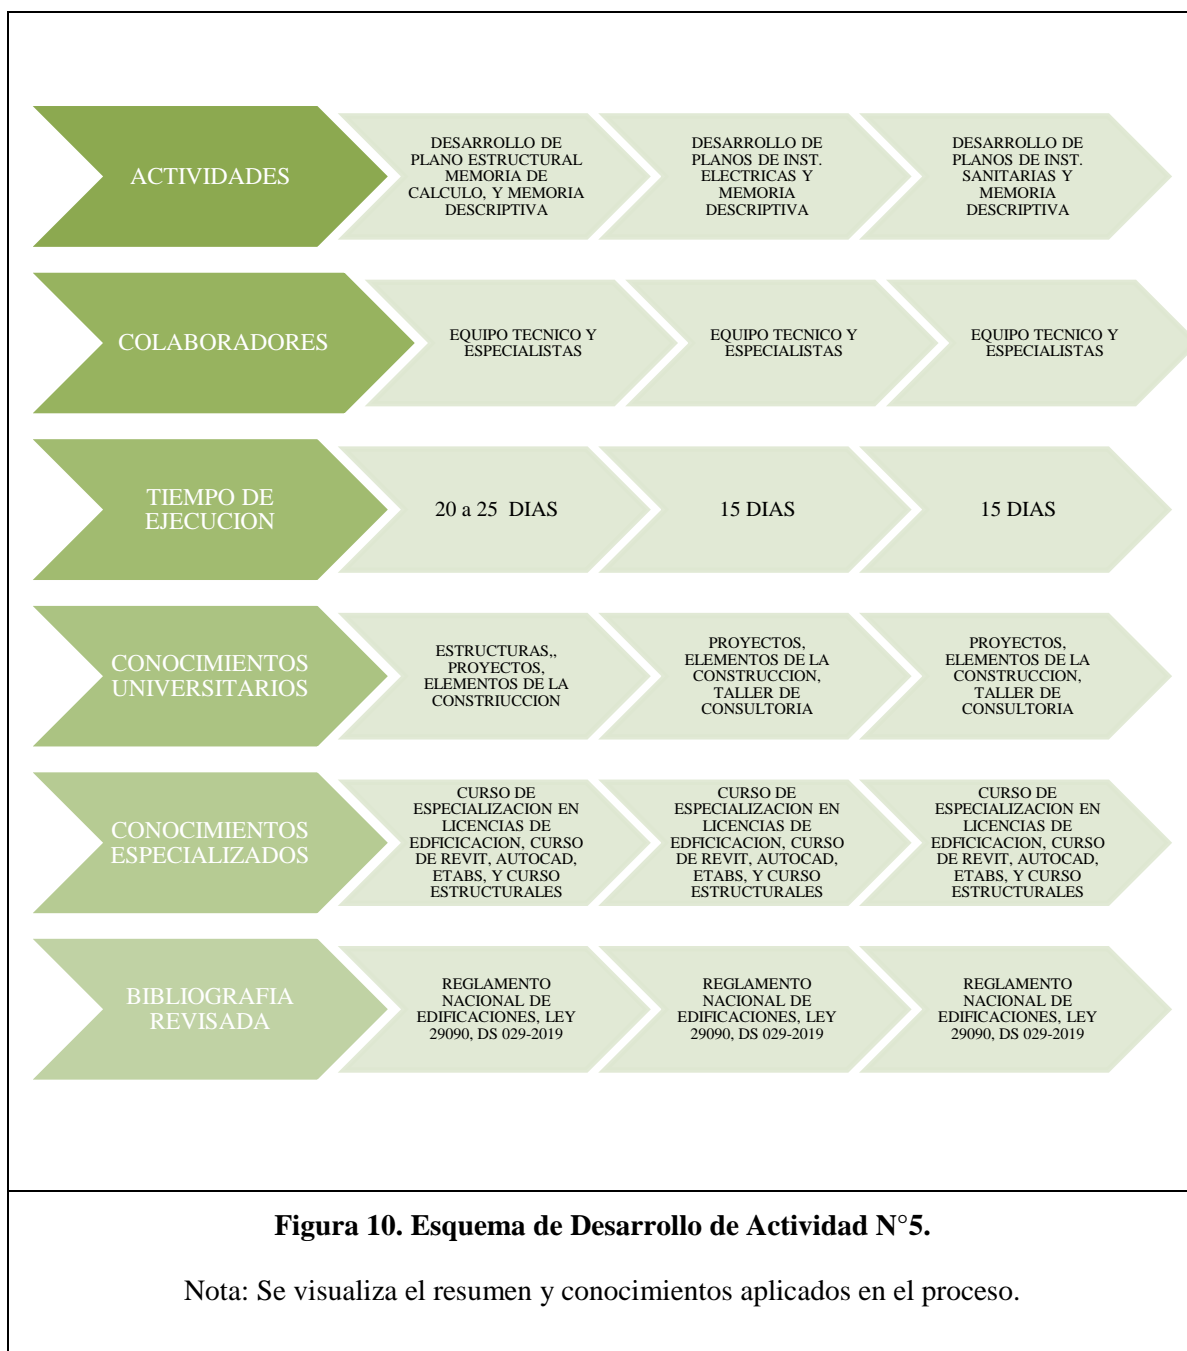 ACTIVIDADES
DESARROLLO DE
PLANO ESTRUCTURAL
MEMORIA DE
CALCULO, Y MEMORIA
DESCRIPTIVA
DESARROLLO DE
PLANOS DE INST.
ELECTRICAS Y
MEMORIA
DESCRIPTIVA
DESARROLLO DE
PLANOS DE INST.
SANITARIAS Y
MEMORIA
DESCRIPTIVA
COLABORADORES
EQUIPO TECNICO Y
ESPECIALISTAS
EQUIPO TECNICO Y
ESPECIALISTAS
EQUIPO TECNICO Y
ESPECIALISTAS
TIEMPO DE
EJECUCION
20 a 25 DIAS
15 DIAS
15 DIAS
CONOCIMIENTOS
UNIVERSITARIOS
ESTRUCTURAS,,
PROYECTOS,
ELEMENTOS DE LA
CONSTRIUCCION
PROYECTOS,
ELEMENTOS DE LA
CONSTRUCCION,
TALLER DE
CONSULTORIA
PROYECTOS,
ELEMENTOS DE LA
CONSTRUCCION,
TALLER DE
CONSULTORIA
CONOCIMIENTOS
ESPECIALIZADOS
CURSO DE
ESPECIALIZACION EN
LICENCIAS DE
EDFICICACION, CURSO
DE REVIT, AUTOCAD,
ETABS, Y CURSO
ESTRUCTURALES
CURSO DE
ESPECIALIZACION EN
LICENCIAS DE
EDFICICACION, CURSO
DE REVIT, AUTOCAD,
ETABS, Y CURSO
ESTRUCTURALES
CURSO DE
ESPECIALIZACION EN
LICENCIAS DE
EDFICICACION, CURSO
DE REVIT, AUTOCAD,
ETABS, Y CURSO
ESTRUCTURALES
BIBLIOGRAFIA
REVISADA
REGLAMENTO
NACIONAL DE
EDIFICACIONES, LEY
29090, DS 029-2019
REGLAMENTO
NACIONAL DE
EDIFICACIONES, LEY
29090, DS 029-2019
REGLAMENTO
NACIONAL DE
EDIFICACIONES, LEY
29090, DS 029-2019
Figura 10. Esquema de Desarrollo de Actividad N°5.
Nota: Se visualiza el resumen y conocimientos aplicados en el proceso.